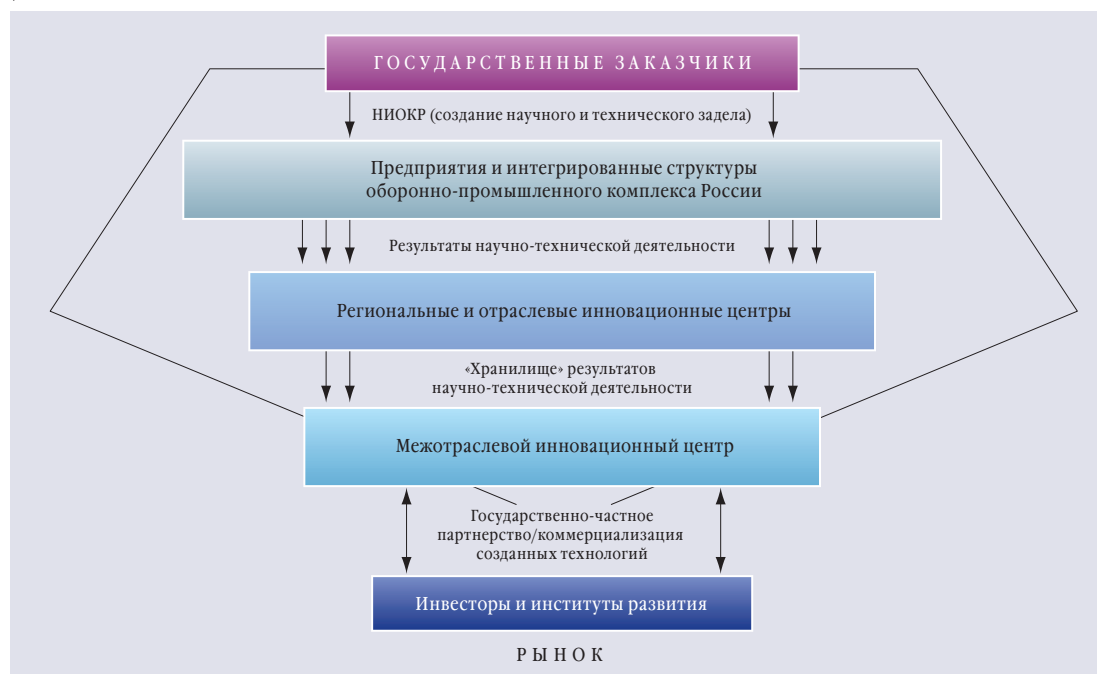 ГОСУДАРСТВЕННЫЕ ЗАКАЗЧИКИ
НИОКР (создание научного и технического задела)
Предприятия и интегрированные структуры
оборонно-промышленного комплекса России
Результаты научно-технической деятельности
Региональные и отраслевые инновационные центры
«Хранилище» результатов
научно-технической деятельности
Межотраслевой инновационный центр
Государственно-частное
партнерство/коммерциализация
созданных технологий
Инвесторы и институты развития
РЫНОК